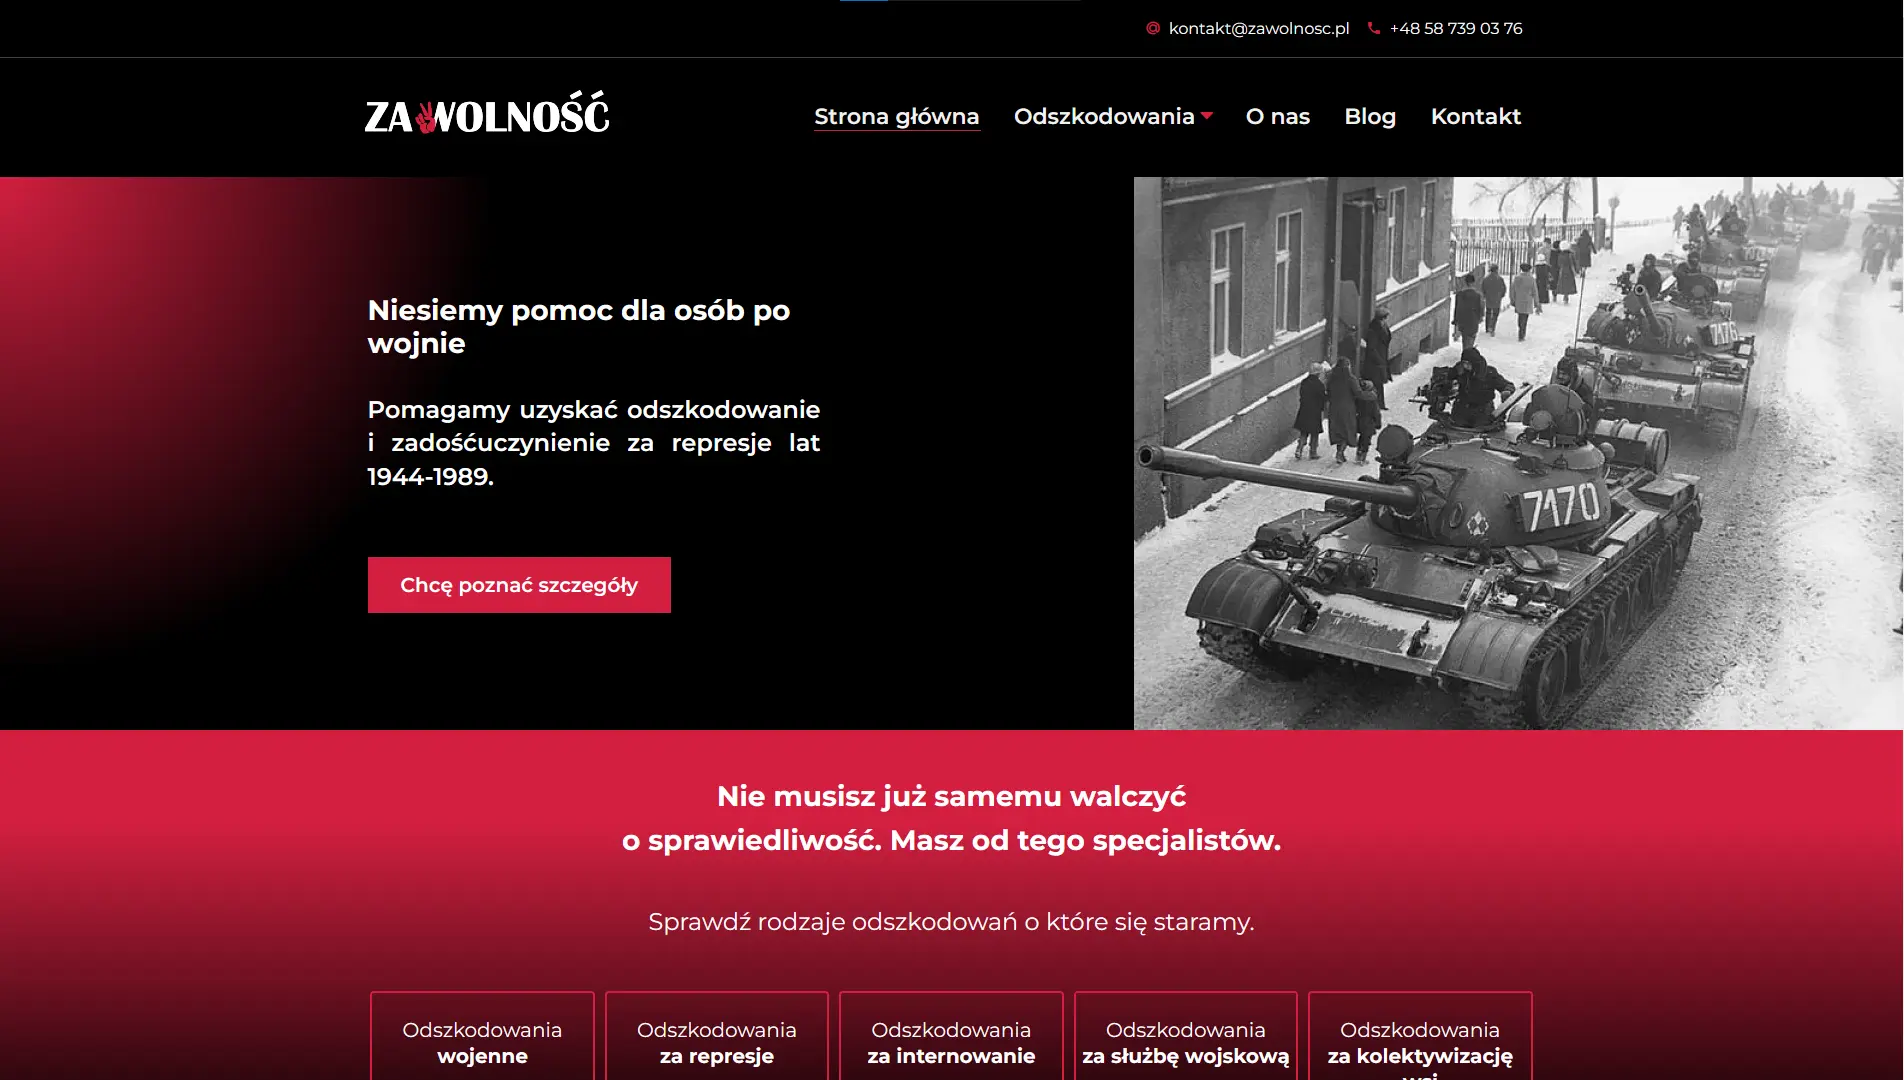 kontakt@zawolnosc.pl +48 58 739 03 76
ZAWOLNOŚĆ
Strona główna Odszkodowania O nas Blog Kontakt
Niesiemy pomoc dla osób po
wojnie
Pomagamy uzyskać odszkodowanie
i zadośćuczynienie za represje lat
1944-1989.
Chcę poznać szczegóły
7176
7170
Nie musisz już samemu walczyć
o sprawiedliwość. Masz od tego specjalistów.
Sprawdź rodzaje odszkodowań o które się staramy.
Odszkodowania
wojenne
Odszkodowania
za represje
Odszkodowania
za internowanie
Odszkodowania
za służbę wojskową
Odszkodowania
za kolektywizację
wsi